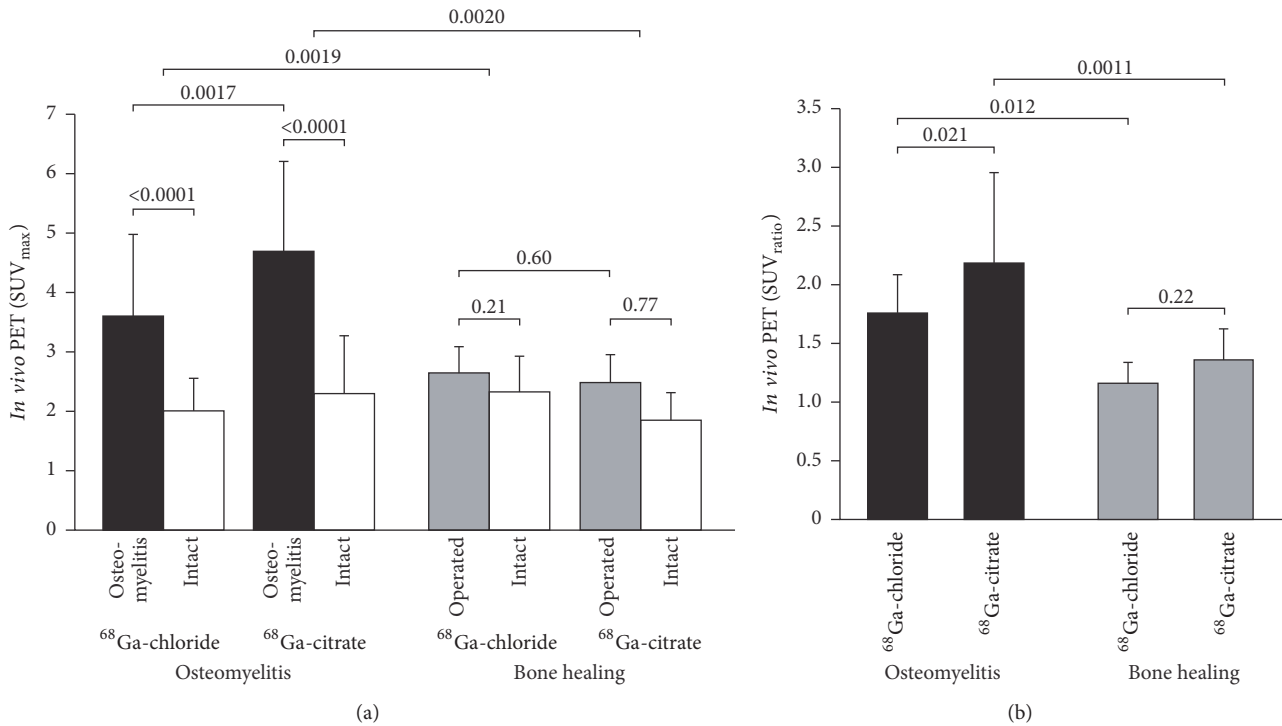 0.0020
0.0019
0.0017
<0.0001
<0.0001
0.60
0.21
0.77
7
6
5
4
3
2
1
0
In vivo PET (SUVmax)
Osteo-
myelitis
Intact
Osteo-
myelitis
Intact
Operated
Intact
Operated
Intact
⁶⁸Ga-chloride
⁶⁸Ga-citrate
⁶⁸Ga-chloride
⁶⁸Ga-citrate
Osteomyelitis
Bone healing
(a)
0.0011
0.012
0.021
0.22
3.5
3.0
2.5
2.0
1.5
1.0
0.5
0
In vivo PET (SUVratio)
⁶⁸Ga-chloride
⁶⁸Ga-citrate
⁶⁸Ga-chloride
⁶⁸Ga-citrate
Osteomyelitis
Bone healing
(b)